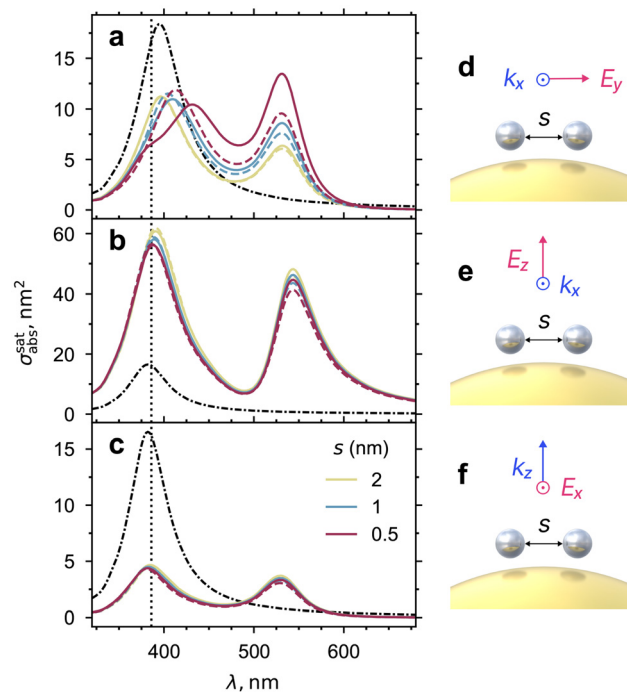 a
15
10
5
0
b
60
40
20
0
σ_abs^sat, nm²
c
15
10
5
0
s (nm)
2
1
0.5
400
500
600
λ, nm
d
k_x
E_y
s
e
E_z
k_x
s
f
k_z
E_x
s